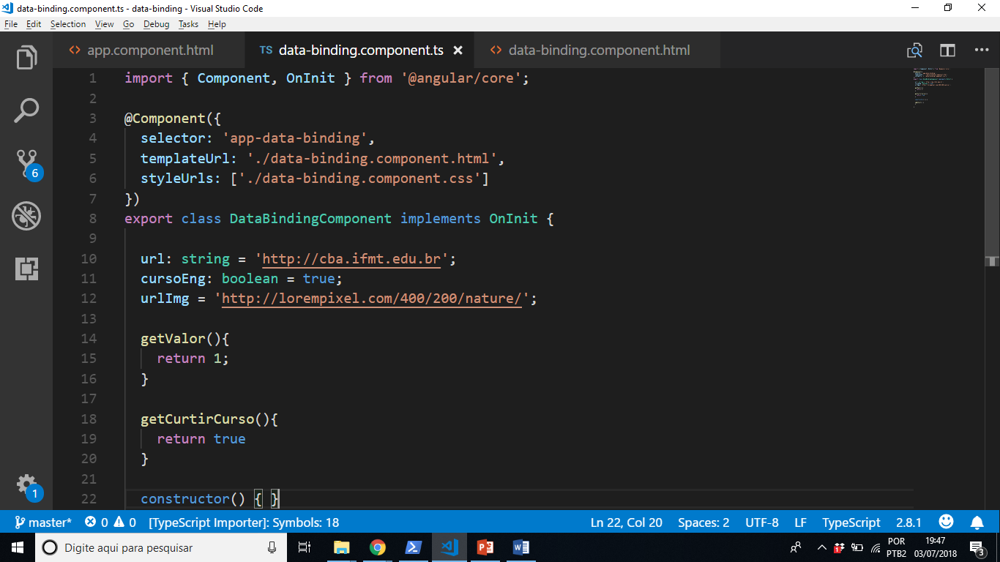 data-binding.component.ts - data-binding - Visual Studio Code
File Edit Selection View Go Debug Tasks Help
app.component.html TS data-binding.component.ts data-binding.component.html
1 import { Component, OnInit } from '@angular/core';
2
3 @Component({
4 selector: 'app-data-binding',
5 templateUrl: './data-binding.component.html',
6 styleUrls: ['./data-binding.component.css']
7 })
8 export class DataBindingComponent implements OnInit {
9
10 url: string = 'http://cba.ifmt.edu.br';
11 cursoEng: boolean = true;
12 urlImg = 'http://lorempixel.com/400/200/nature/';
13
14 getValor(){
15 return 1;
16 }
17
18 getCurtirCurso(){
19 return true
20 }
21
22 constructor() { }
6
1
master* 0 0 [TypeScript Importer]: Symbols: 18 Ln 22, Col 20 Spaces: 2 UTF-8 LF TypeScript 2.8.1
Digite aqui para pesquisar
POR 19:47
PTB2 03/07/2018 3